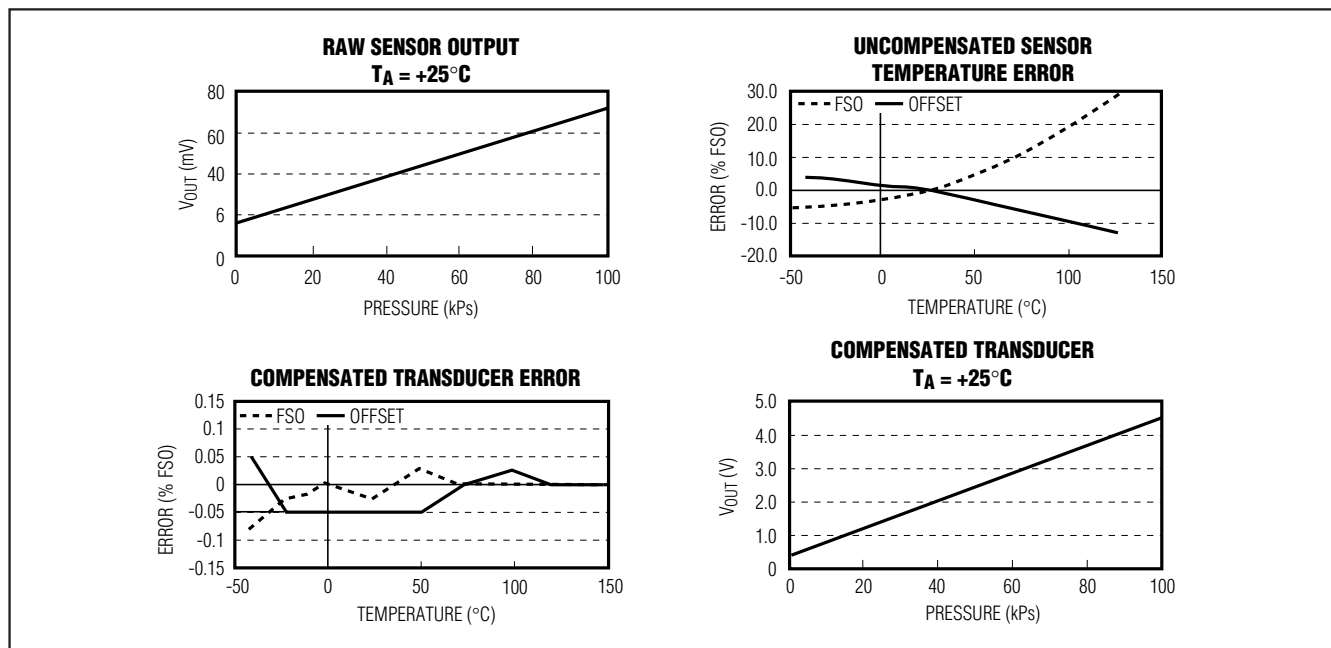 RAW SENSOR OUTPUT
TA = +25°C
80
60
40
6
0
VOUT (mV)
0 20 40 60 80 100
PRESSURE (kPs)
UNCOMPENSATED SENSOR
TEMPERATURE ERROR
FSO OFFSET
30.0
20.0
10.0
0.0
-10.0
-20.0
ERROR (% FSO)
-50 0 50 100 150
TEMPERATURE (°C)
COMPENSATED TRANSDUCER ERROR
FSO OFFSET
0.15
0.1
0.05
0
-0.05
-0.1
-0.15
ERROR (% FSO)
-50 0 50 100 150
TEMPERATURE (°C)
COMPENSATED TRANSDUCER
TA = +25°C
5.0
4.0
3.0
2.0
1.0
0
VOUT (V)
0 20 40 60 80 100
PRESSURE (kPs)